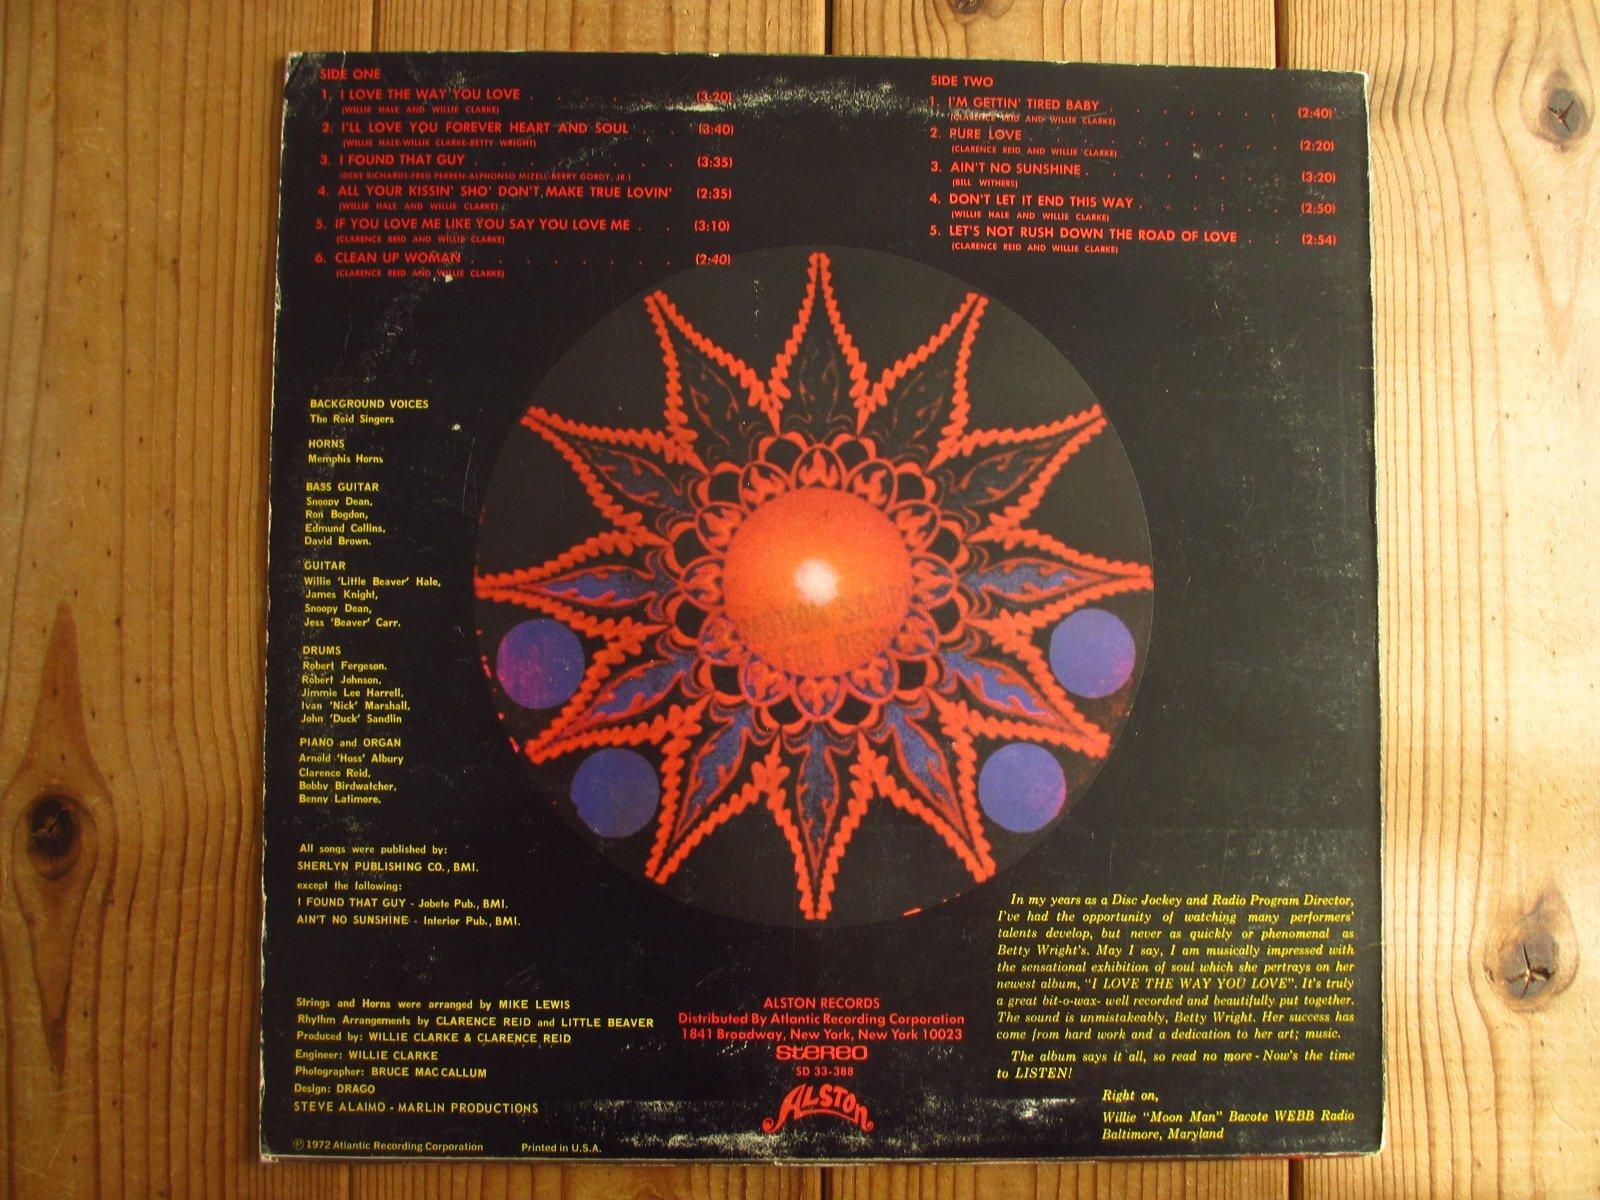 SIDE ONE
1. I LOVE THE WAY YOU LOVE . . . . . . (3:20)
(WILLIE HALE AND WILLIE CLARKE)
2. I'LL LOVE YOU FOREVER HEART AND SOUL . . (3:40)
(WILLIE HALE-WILLIE CLARKE-BETTY WRIGHT)
3. I FOUND THAT GUY . . . . . . . . (3:35)
(DEKE RICHARDS-FRED PERREN-ALPHONSO MIZELL-BERRY GORDY, JR.)
4. ALL YOUR KISSIN' SHO' DON'T MAKE TRUE LOVIN' (2:35)
(WILLIE HALE AND WILLIE CLARKE)
5. IF YOU LOVE ME LIKE YOU SAY YOU LOVE ME . . (3:10)
(CLARENCE REID AND WILLIE CLARKE)
6. CLEAN UP WOMAN . . . . . . . . (2:40)
(CLARENCE REID AND WILLIE CLARKE)
SIDE TWO
1. I'M GETTIN' TIRED BABY . . . . . . (2:40)
(CLARENCE REID AND WILLIE CLARKE)
2. PURE LOVE . . . . . . . . (2:20)
(CLARENCE REID AND WILLIE CLARKE)
3. AIN'T NO SUNSHINE . . . . . . (3:20)
(BILL WITHERS)
4. DON'T LET IT END THIS WAY . . . . . (2:50)
(WILLIE HALE AND WILLIE CLARKE)
5. LET'S NOT RUSH DOWN THE ROAD OF LOVE . . (2:54)
(CLARENCE REID AND WILLIE CLARKE)
BACKGROUND VOICES
The Reid Singers
HORNS
Memphis Horns
BASS GUITAR
Snoopy Dean,
Ron Bogdon,
Edmund Collins,
David Brown.
GUITAR
Willie 'Little Beaver' Hale,
James Knight,
Snoopy Dean,
Jess 'Beaver' Carr.
DRUMS
Robert Fergeson.
Robert Johnson,
Jimmie Lee Harrell,
Ivan 'Nick' Marshall,
John 'Duck' Sandlin
PIANO and ORGAN
Arnold 'Hoss' Albury
Clarence Reid,
Bobby Birdwatcher,
Benny Latimore.
All songs were published by:
SHERLYN PUBLISHING CO., BMI.
except the following:
I FOUND THAT GUY - Jobete Pub., BMI.
AIN'T NO SUNSHINE - Interior Pub., BMI.
Strings and Horns were arranged by MIKE LEWIS
Rhythm Arrangements by CLARENCE REID and LITTLE BEAVER
Produced by: WILLIE CLARKE & CLARENCE REID
Engineer: WILLIE CLARKE
Photographer: BRUCE MAC CALLUM
Design: DRAGO
STEVE ALAIMO - MARLIN PRODUCTIONS
℗ 1972 Atlantic Recording Corporation Printed in U.S.A.
ALSTON RECORDS
Distributed By Atlantic Recording Corporation
1841 Broadway, New York, New York 10023
stereo
SD 33-388
ALSTON
In my years as a Disc Jockey and Radio Program Director,
I've had the opportunity of watching many performers'
talents develop, but never as quickly or phenomenal as
Betty Wright's. May I say, I am musically impressed with
the sensational exhibition of soul which she pertrays on her
newest album, "I LOVE THE WAY YOU LOVE". It's truly
a great bit-o-wax- well recorded and beautifully put together.
The sound is unmistakeably, Betty Wright. Her success has
come from hard work and a dedication to her art; music.
The album says it all, so read no more - Now's the time
to LISTEN!
Right on,
Willie "Moon Man" Bacote WEBB Radio
Baltimore, Maryland